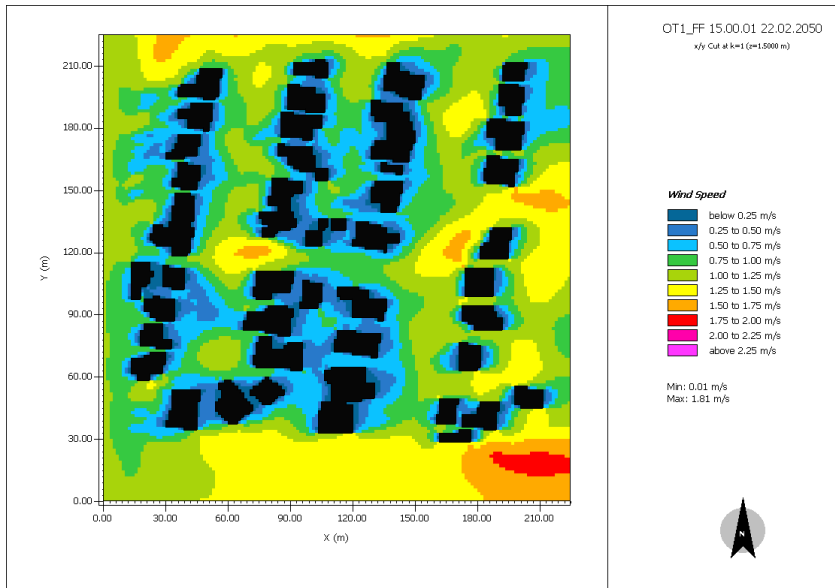 OT1_FF 15.00.01 22.02.2050
x/y Cut at k=1 (z=1.5000 m)
210.00
180.00
150.00
120.00
90.00
60.00
30.00
0.00
Y (m)
0.00 30.00 60.00 90.00 120.00 150.00 180.00 210.00
X (m)
Wind Speed
below 0.25 m/s
0.25 to 0.50 m/s
0.50 to 0.75 m/s
0.75 to 1.00 m/s
1.00 to 1.25 m/s
1.25 to 1.50 m/s
1.50 to 1.75 m/s
1.75 to 2.00 m/s
2.00 to 2.25 m/s
above 2.25 m/s
Min: 0.01 m/s
Max: 1.81 m/s
N